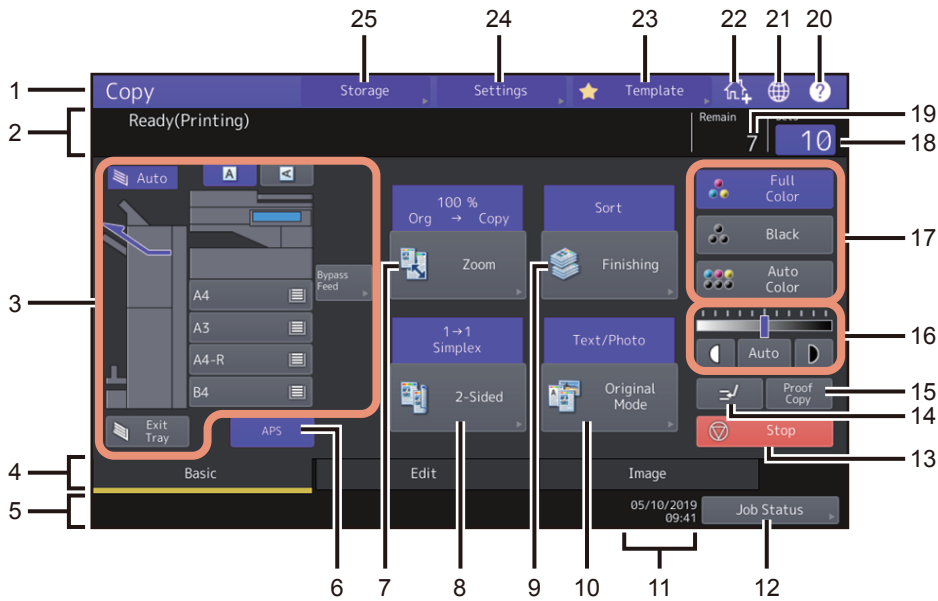 25 24 23 22 21 20
1 Copy Storage Settings Template ?
2 Ready(Printing) Remain 7 10 19 18
3 Auto A A
100 %
Org → Copy
Zoom
Sort
Finishing
Full
Color
Black
Auto
Color
17
Bypass
Feed
A4
A3
A4-R
B4
1→1
Simplex
2-Sided
Text/Photo
Original
Mode
Auto
16
Proof
Copy
15
14
Exit
Tray
APS
Stop
13
4 Basic Edit Image
5 05/10/2019
09:41
Job Status
6 7 8 9 10 11 12